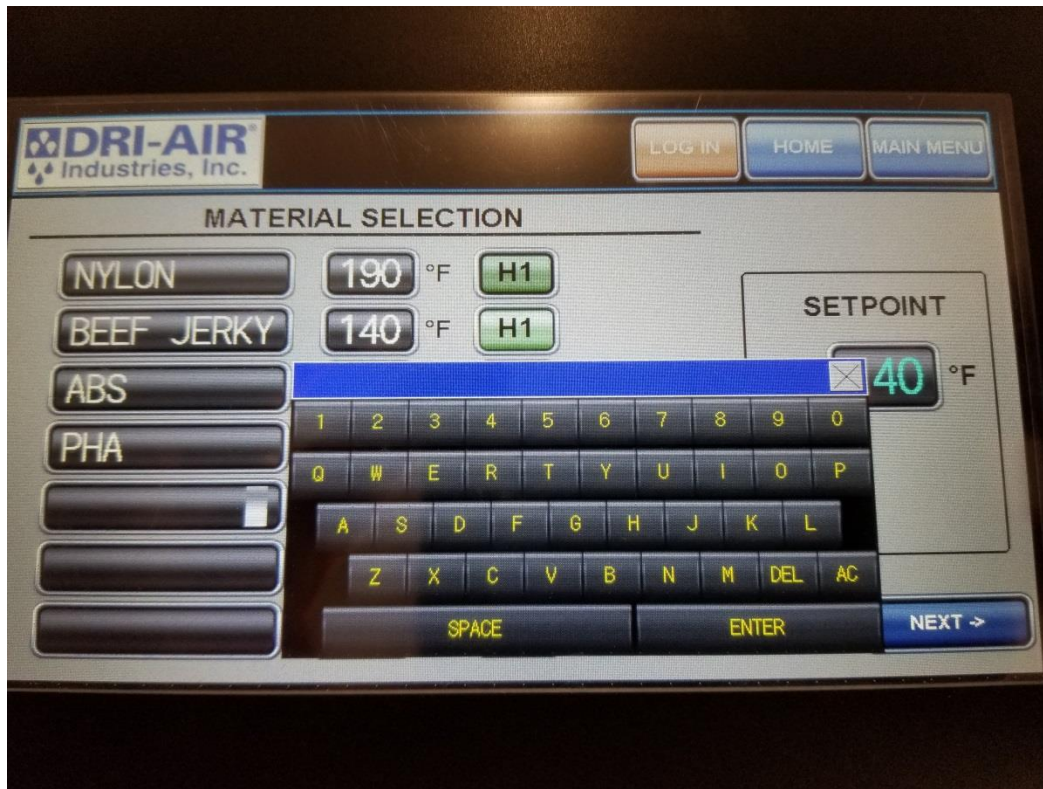 DRI-AIR®
Industries, Inc.
LOG IN
HOME
MAIN MENU
MATERIAL SELECTION
NYLON 190 °F H1
BEEF JERKY 140 °F H1
SETPOINT
40 °F
ABS
PHA
1 2 3 4 5 6 7 8 9 0
Q W E R T Y U I O P
A S D F G H J K L
Z X C V B N M DEL AC
SPACE ENTER
NEXT ->